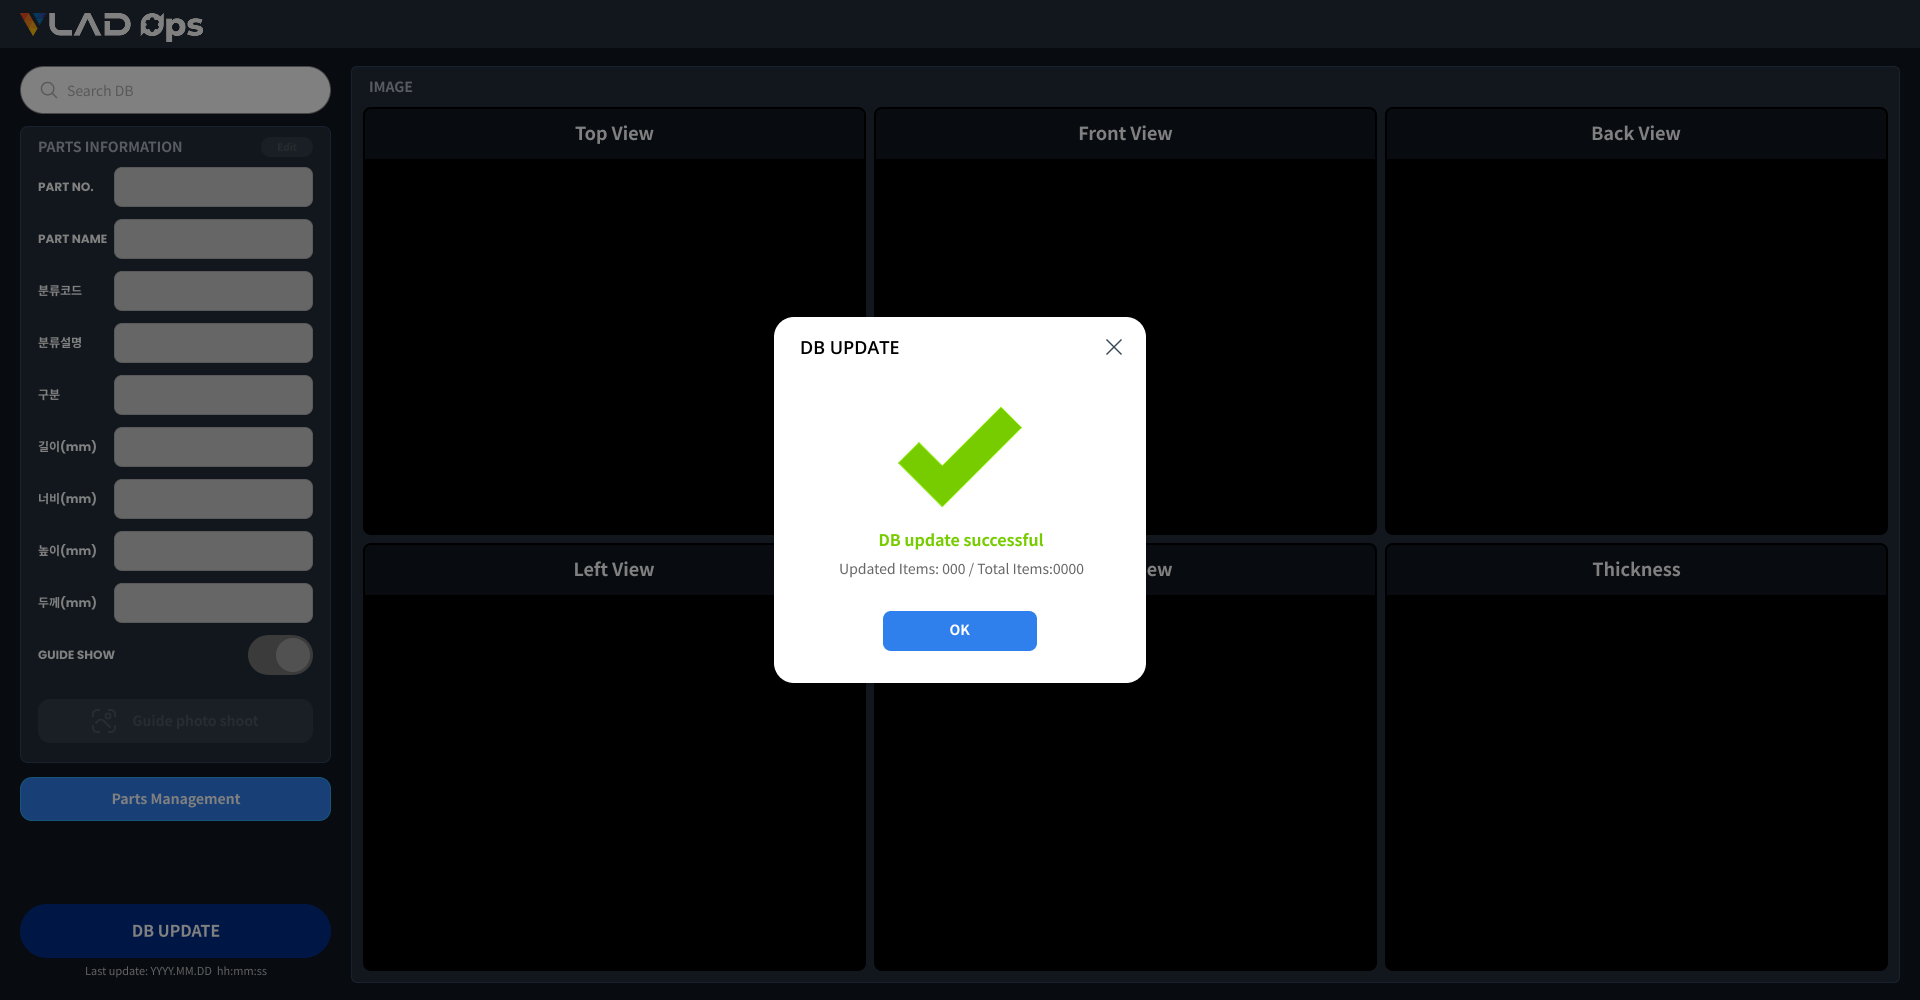 VLAD Ops
Search DB
PARTS INFORMATION
Edit
PART NO.
PART NAME
분류코드
분류설명
구분
길이(mm)
너비(mm)
높이(mm)
두께(mm)
GUIDE SHOW
Guide photo shoot
Parts Management
DB UPDATE
Last update: YYYY.MM.DD hh:mm:ss
IMAGE
Top View
Front View
Back View
Left View
ew
Thickness
DB UPDATE
DB update successful
Updated Items: 000 / Total Items:0000
OK